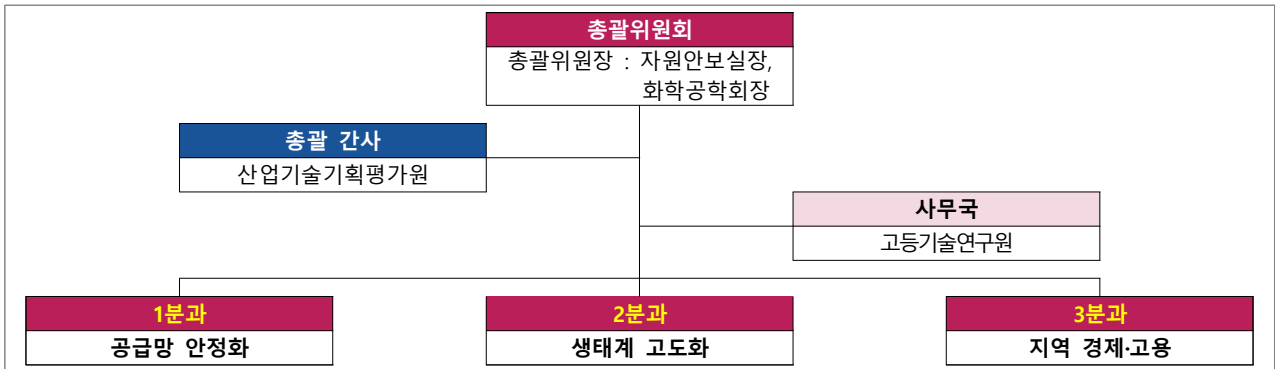 총괄위원회
총괄위원장 : 자원안보실장,
화학공학회장
총괄 간사
산업기술기획평가원
사무국
고등기술연구원
1분과
공급망 안정화
2분과
생태계 고도화
3분과
지역 경제·고용